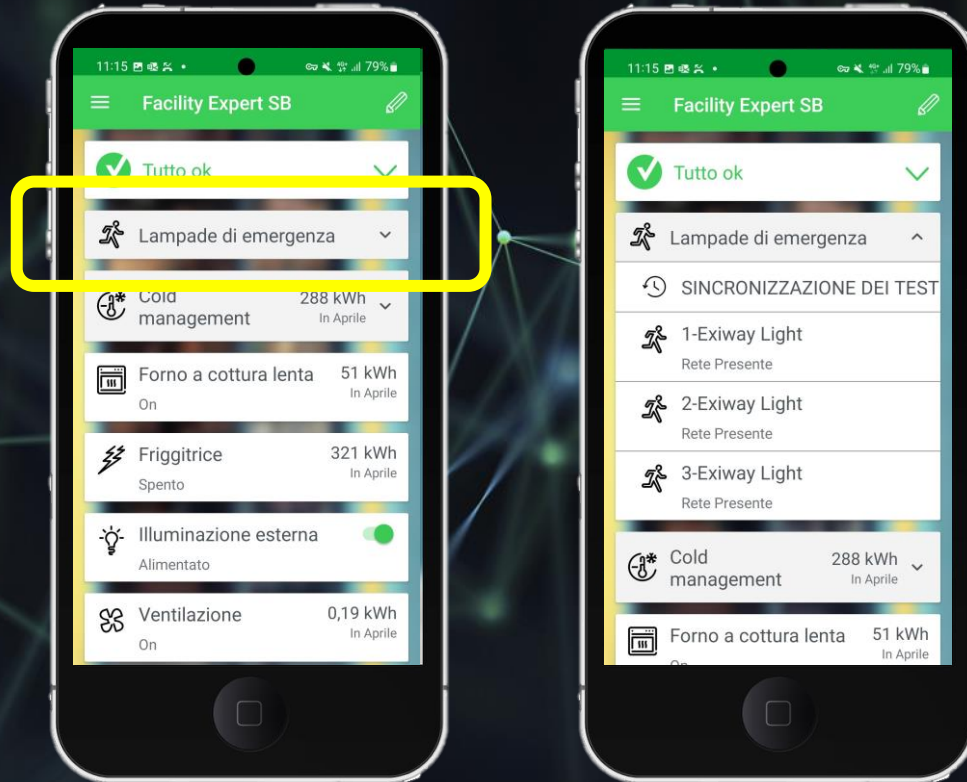 11:15 79%
Facility Expert SB
Tutto ok
Lampade di emergenza
Cold management 288 kWh
In Aprile
Forno a cottura lenta 51 kWh
On In Aprile
Friggitrice 321 kWh
Spento In Aprile
Illuminazione esterna
Alimentato
Ventilazione 0,19 kWh
On In Aprile
11:15 79%
Facility Expert SB
Tutto ok
Lampade di emergenza
SINCRONIZZAZIONE DEI TEST
1-Exiway Light
Rete Presente
2-Exiway Light
Rete Presente
3-Exiway Light
Rete Presente
Cold management 288 kWh
In Aprile
Forno a cottura lenta 51 kWh
On In Aprile